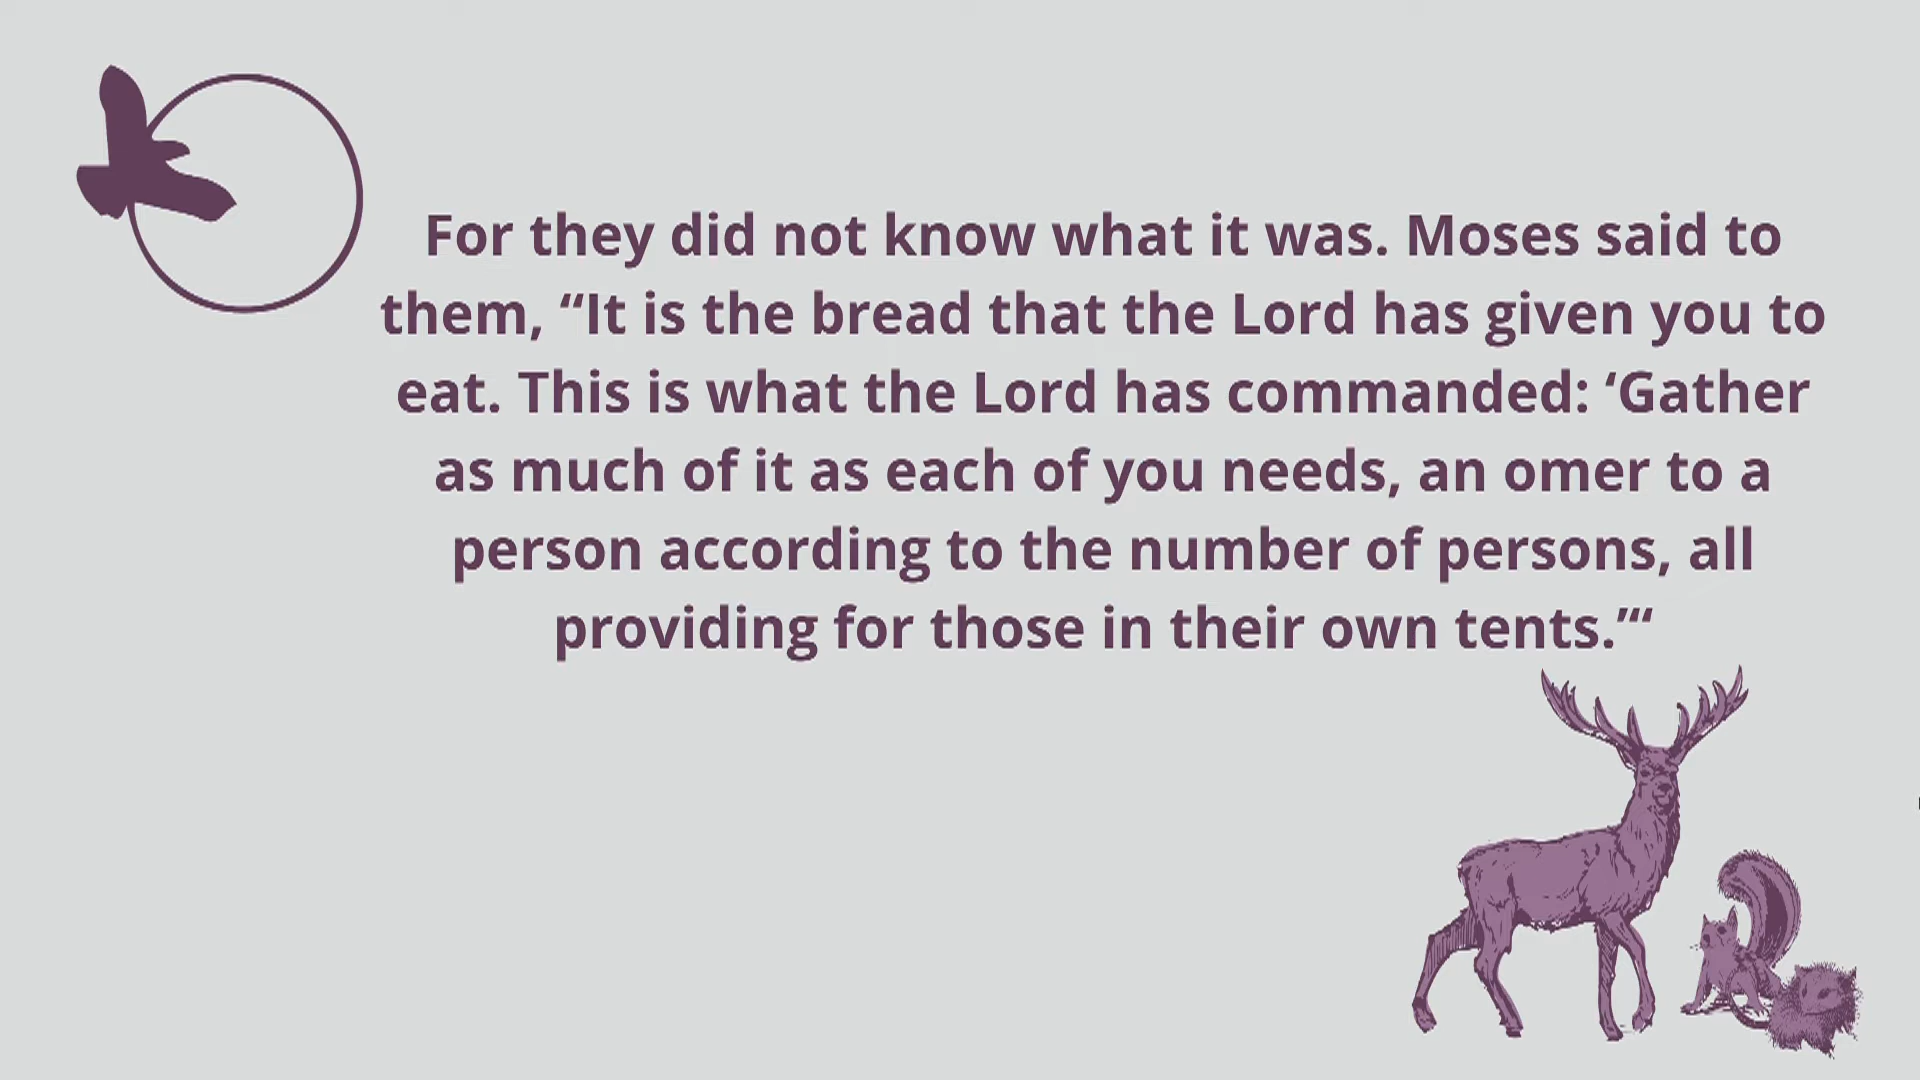 For they did not know what it was. Moses said to
them, “It is the bread that the Lord has given you to
eat. This is what the Lord has commanded: ‘Gather
as much of it as each of you needs, an omer to a
person according to the number of persons, all
providing for those in their own tents.’”‘